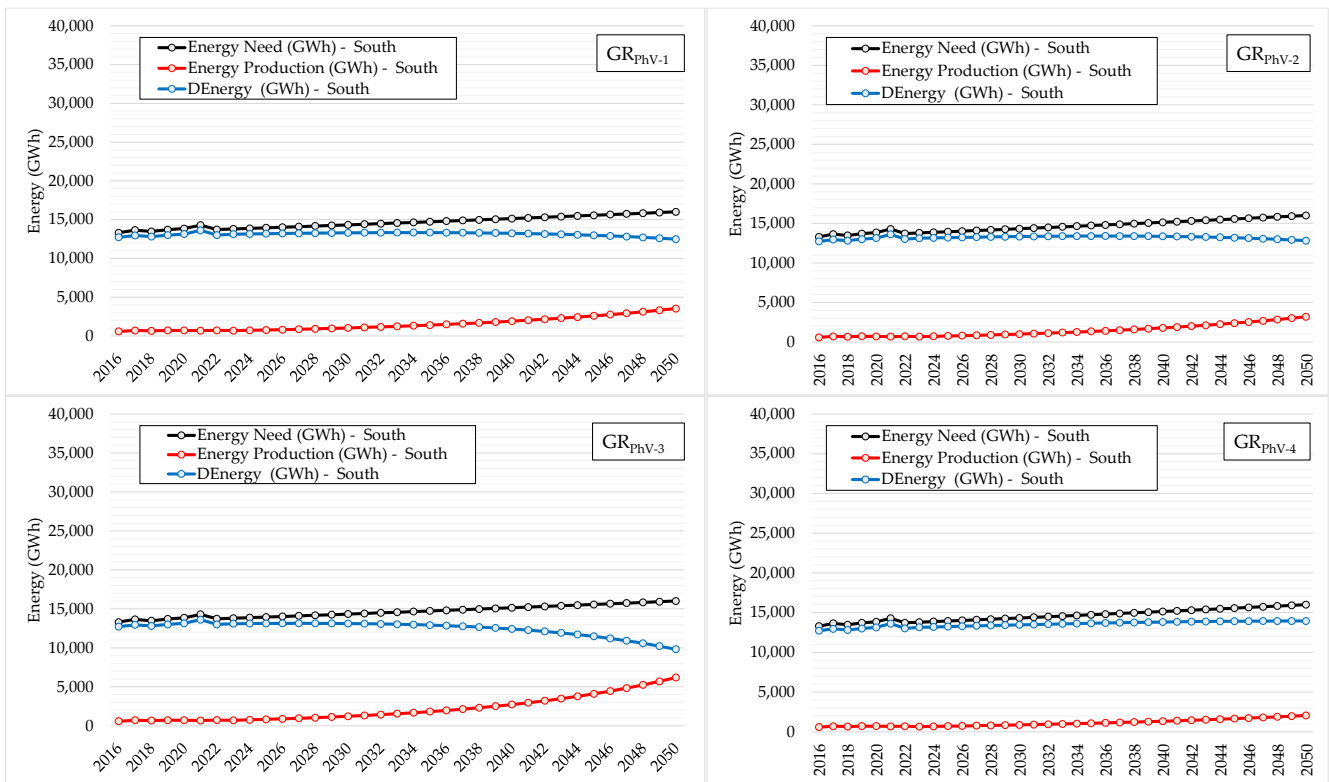 Energy Need (GWh) - South
Energy Production (GWh) - South
DEnergy (GWh) - South
GRPhV-1
Energy (GWh)
40,000
35,000
30,000
25,000
20,000
15,000
10,000
5,000
0
2016 2018 2020 2022 2024 2026 2028 2030 2032 2034 2036 2038 2040 2042 2044 2046 2048 2050
Energy Need (GWh) - South
Energy Production (GWh) - South
DEnergy (GWh) - South
GRPhV-2
Energy (GWh)
40,000
35,000
30,000
25,000
20,000
15,000
10,000
5,000
0
2016 2018 2020 2022 2024 2026 2028 2030 2032 2034 2036 2038 2040 2042 2044 2046 2048 2050
Energy Need (GWh) - South
Energy Production (GWh) - South
DEnergy (GWh) - South
GRPhV-3
Energy (GWh)
40,000
35,000
30,000
25,000
20,000
15,000
10,000
5,000
0
2016 2018 2020 2022 2024 2026 2028 2030 2032 2034 2036 2038 2040 2042 2044 2046 2048 2050
Energy Need (GWh) - South
Energy Production (GWh) - South
DEnergy (GWh) - South
GRPhV-4
Energy (GWh)
40,000
35,000
30,000
25,000
20,000
15,000
10,000
5,000
0
2016 2018 2020 2022 2024 2026 2028 2030 2032 2034 2036 2038 2040 2042 2044 2046 2048 2050